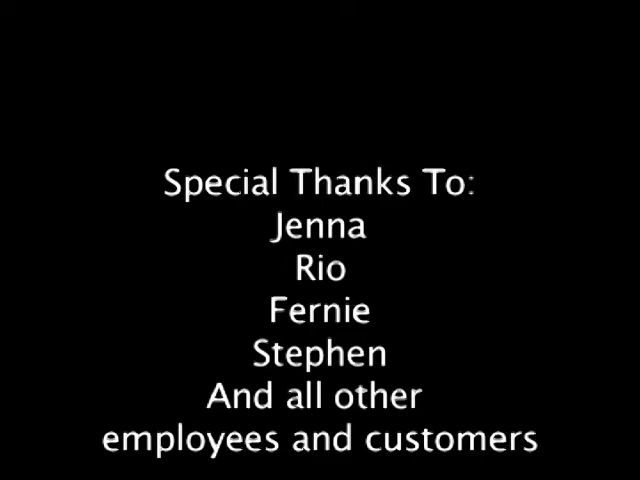 Special Thanks To:
Jenna
Rio
Fernie
Stephen
And all other
employees and customers